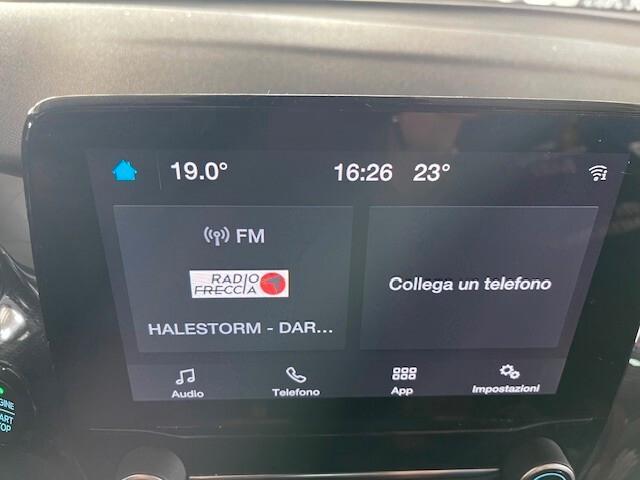 19.0° 16:26 23°
FM
RADIO
FRECCIA
Collega un telefono
HALESTORM - DAR...
Audio Telefono App Impostazioni